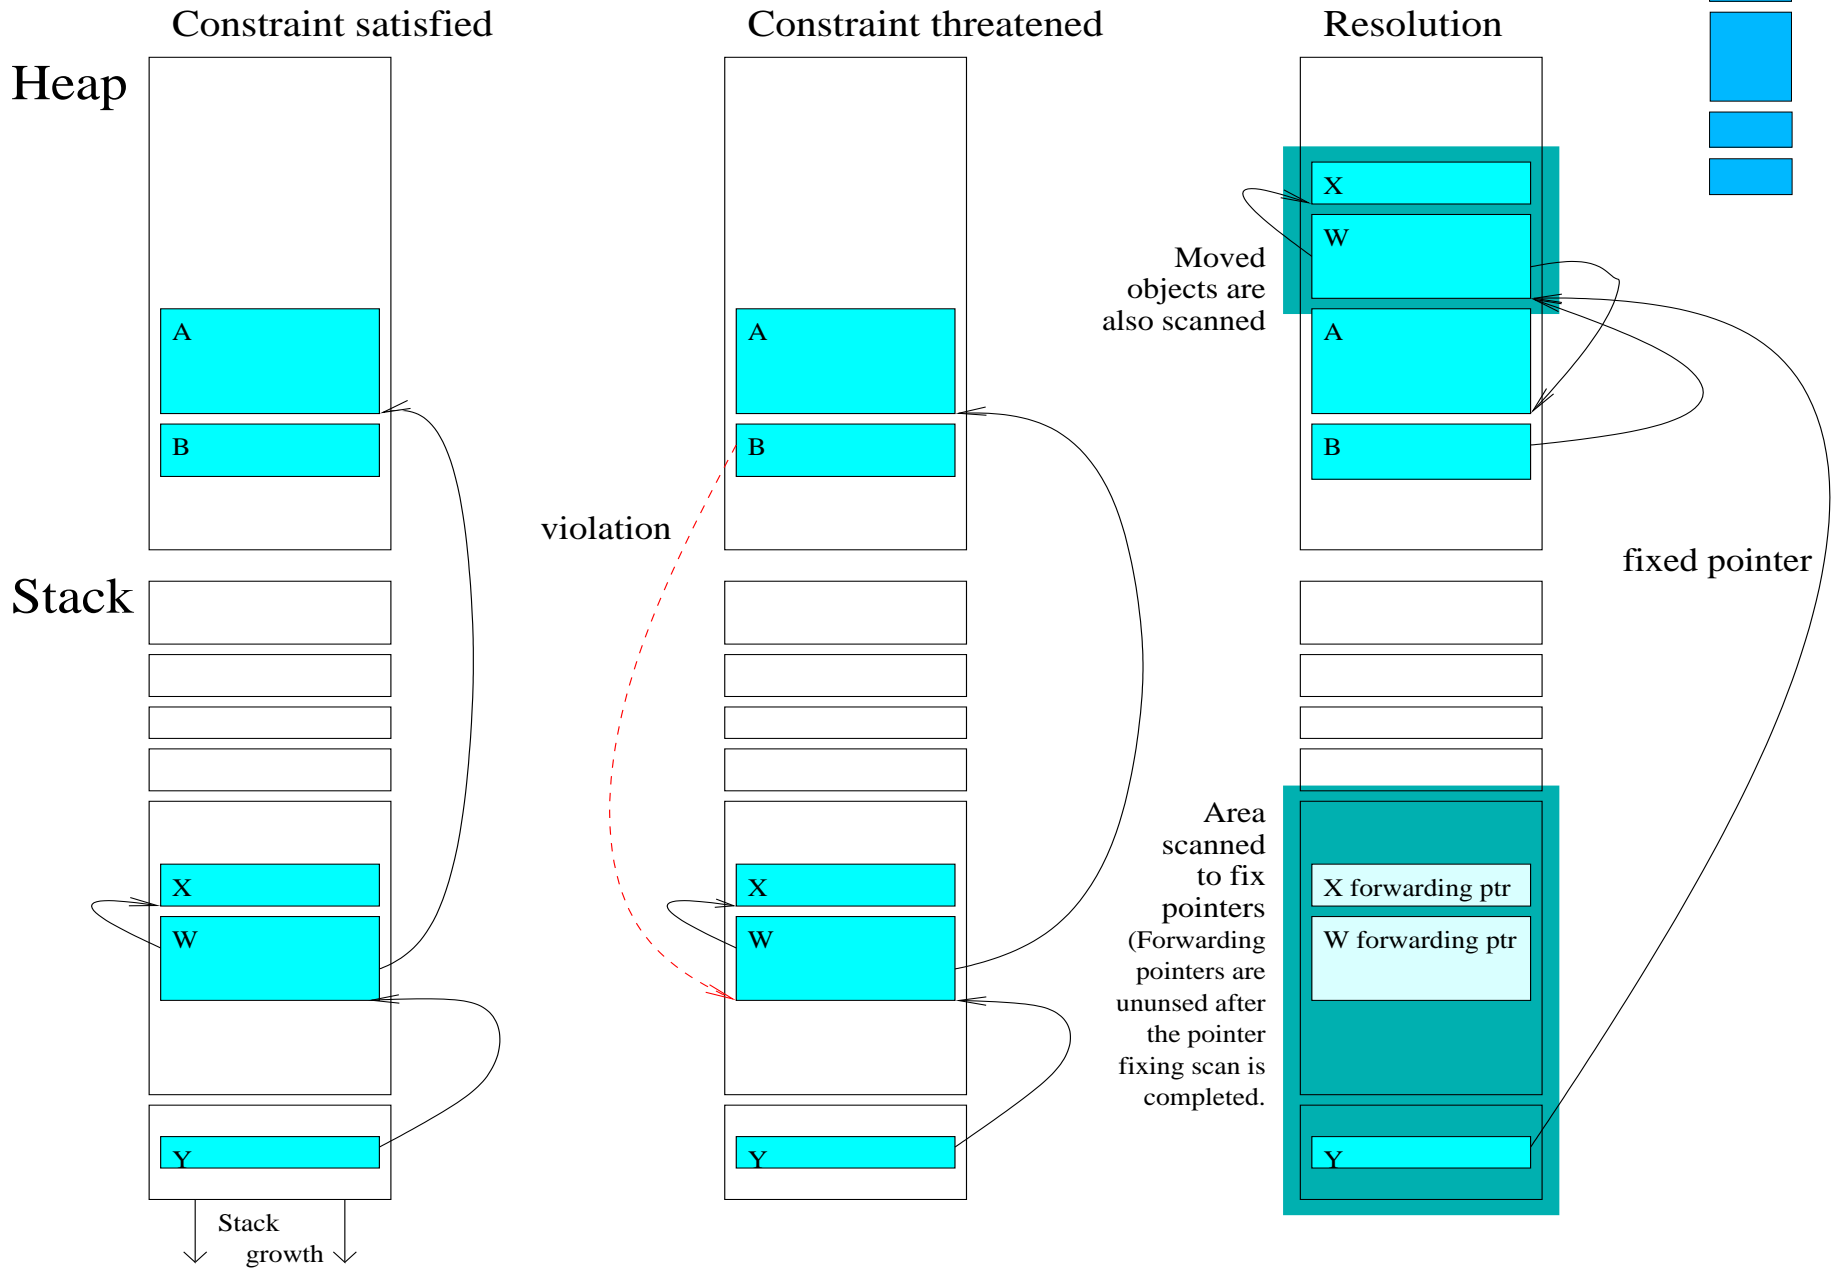 Constraint satisfied
Constraint threatened
Resolution
Heap
A
B
A
B
violation
X
W
A
B
Moved
objects are
also scanned
fixed pointer
Stack
X
W
Y
X
W
Y
Area
scanned
to fix
pointers
(Forwarding
pointers are
ununsed after
the pointer
fixing scan is
completed.
X forwarding ptr
W forwarding ptr
Y
Stack
growth